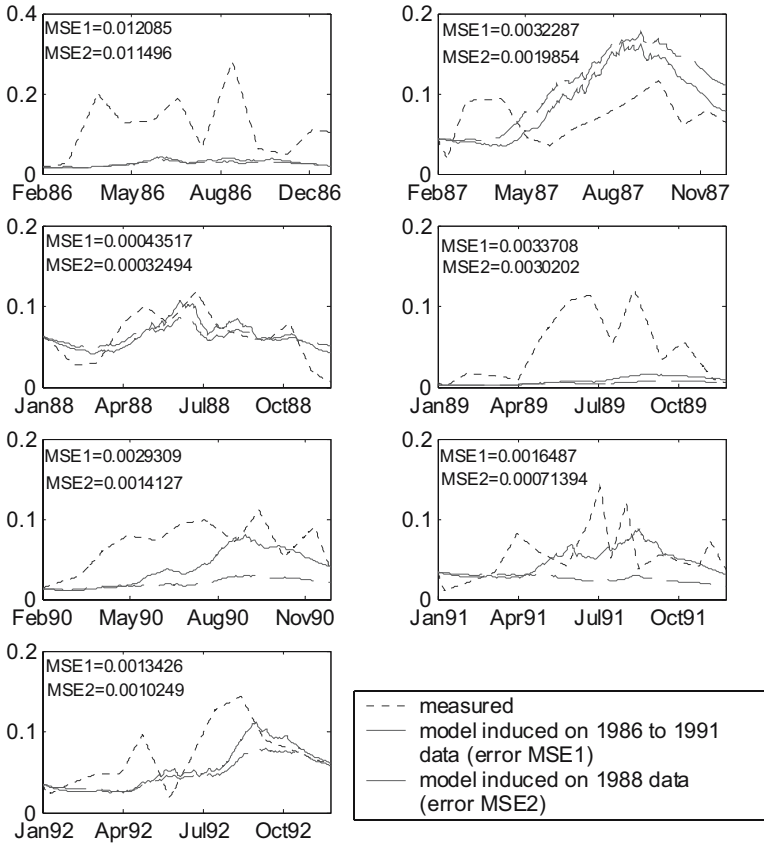 0.4
MSE1=0.012085
MSE2=0.011496
0.2
0
Feb86 May86 Aug86 Dec86
0.2
MSE1=0.0032287
MSE2=0.0019854
0.1
0
Feb87 May87 Aug87 Nov87
0.2
MSE1=0.00043517
MSE2=0.00032494
0.1
0
Jan88 Apr88 Jul88 Oct88
0.2
MSE1=0.0033708
MSE2=0.0030202
0.1
0
Jan89 Apr89 Jul89 Oct89
0.2
MSE1=0.0029309
MSE2=0.0014127
0.1
0
Feb90 May90 Aug90 Nov90
0.2
MSE1=0.0016487
MSE2=0.00071394
0.1
0
Jan91 Apr91 Jul91 Oct91
0.2
MSE1=0.0013426
MSE2=0.0010249
0.1
0
Jan92 Apr92 Jul92 Oct92
measured
model induced on 1986 to 1991
data (error MSE1)
model induced on 1988 data
(error MSE2)